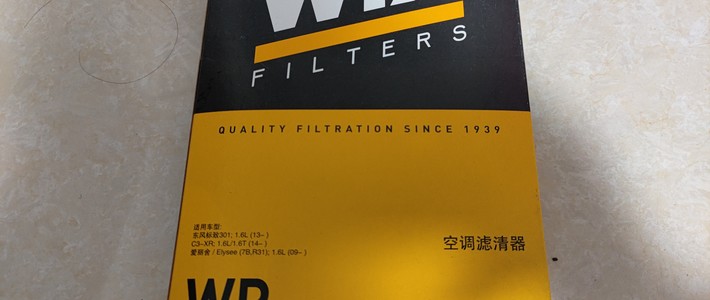 FILTERS
QUALITY FILTRATION SINCE 1939
适用车型:
东风标致301; 1.6L (13– )
C3–XR; 1.6L/1.6T (14– )
爱丽舍 / Elysee (7B,R31); 1.6L (09– )
空调滤清器